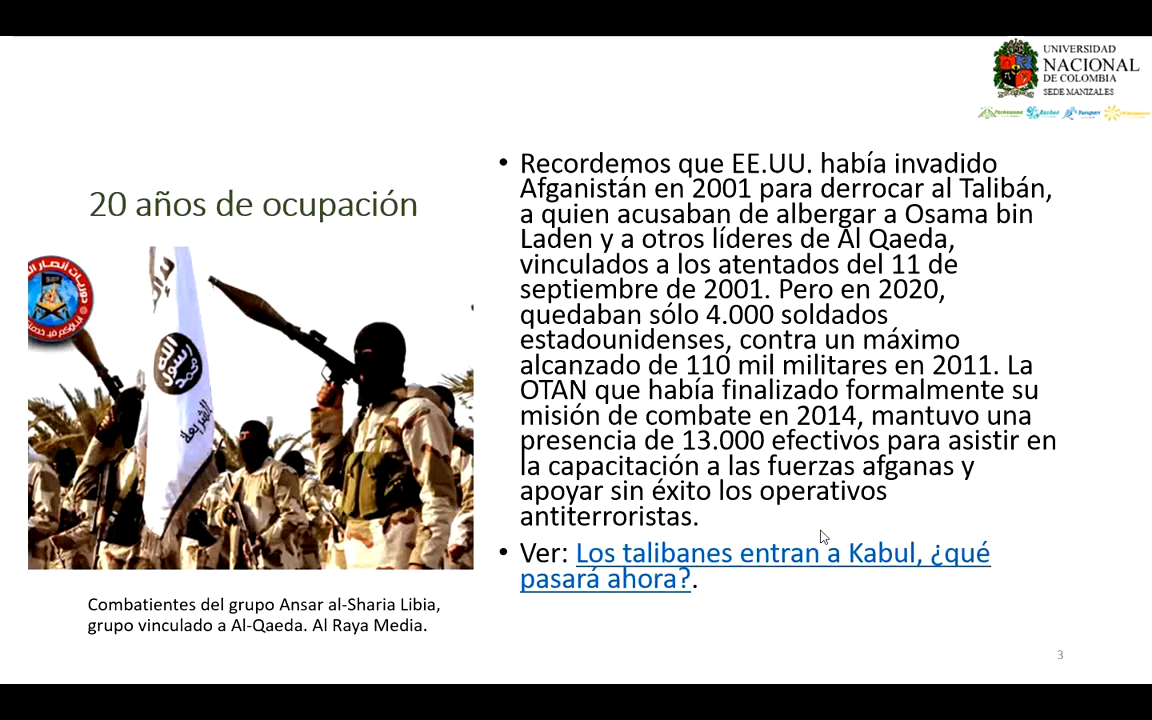 UNIVERSIDAD
NACIONAL
DE COLOMBIA
SEDE MANIZALES
20 años de ocupación
الله
رسول
محمد
الشريعة
Combatientes del grupo Ansar al-Sharia Libia,
grupo vinculado a Al-Qaeda. Al Raya Media.
• Recordemos que EE.UU. había invadido
Afganistán en 2001 para derrocar al Talibán,
a quien acusaban de albergar a Osama bin
Laden y a otros líderes de Al Qaeda,
vinculados a los atentados del 11 de
septiembre de 2001. Pero en 2020,
quedaban sólo 4.000 soldados
estadounidenses, contra un máximo
alcanzado de 110 mil militares en 2011. La
OTAN que había finalizado formalmente su
misión de combate en 2014, mantuvo una
presencia de 13.000 efectivos para asistir en
la capacitación a las fuerzas afganas y
apoyar sin éxito los operativos
antiterroristas.
• Ver: Los talibanes entran a Kabul, ¿qué
pasará ahora?.
3